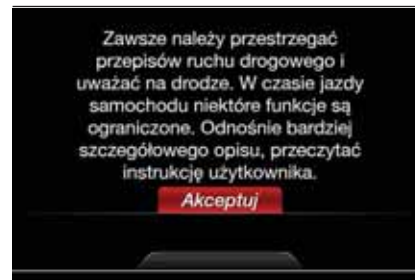 Zawsze należy przestrzegać
przepisów ruchu drogowego i
uważać na drodze. W czasie jazdy
samochodu niektóre funkcje są
ograniczone. Odnośnie bardziej
szczegółowego opisu, przeczytać
instrukcję użytkownika.
Akceptuj